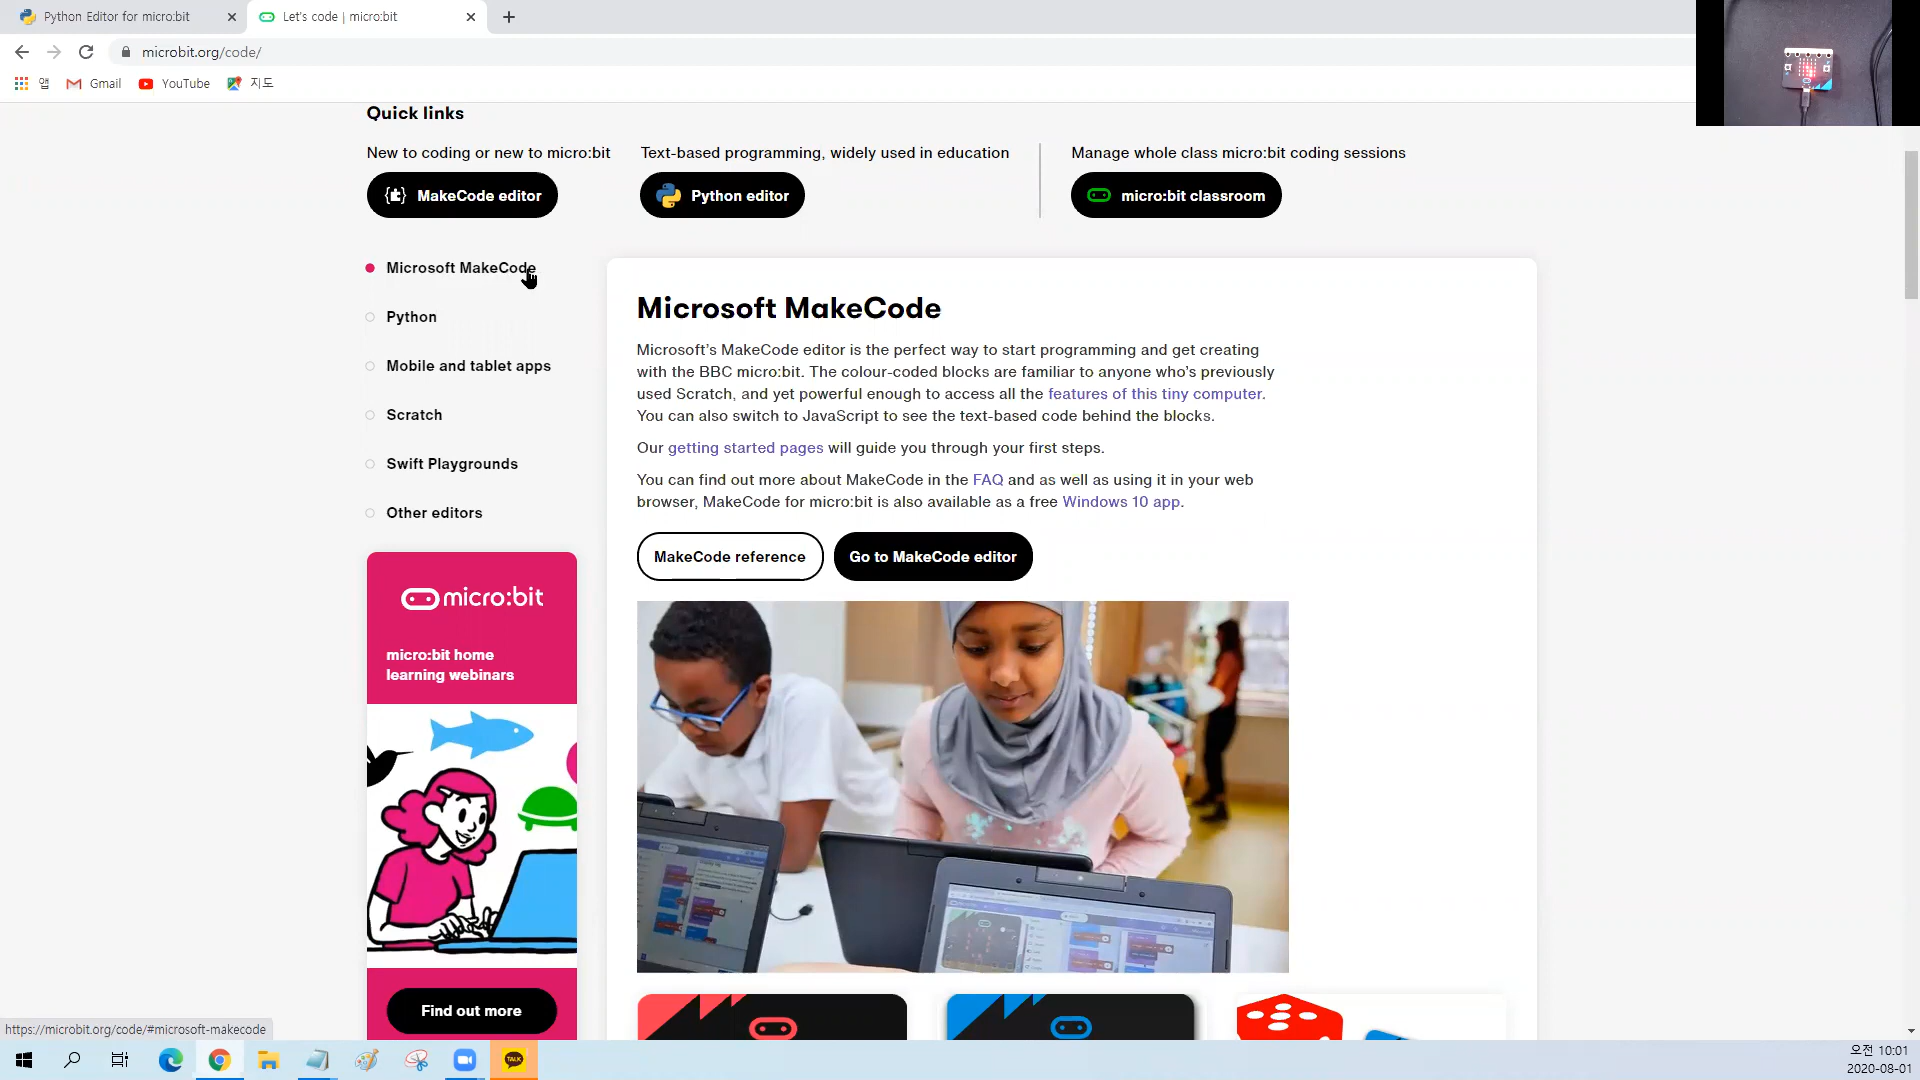 Python Editor for micro:bit
Let's code | micro:bit
microbit.org/code/
앱
Gmail
YouTube
지도
Quick links
New to coding or new to micro:bit
Text-based programming, widely used in education
Manage whole class micro:bit coding sessions
MakeCode editor
Python editor
micro:bit classroom
Microsoft MakeCode
Python
Mobile and tablet apps
Scratch
Swift Playgrounds
Other editors
Microsoft MakeCode
Microsoft’s MakeCode editor is the perfect way to start programming and get creating
with the BBC micro:bit. The colour-coded blocks are familiar to anyone who’s previously
used Scratch, and yet powerful enough to access all the features of this tiny computer.
You can also switch to JavaScript to see the text-based code behind the blocks.
Our getting started pages will guide you through your first steps.
You can find out more about MakeCode in the FAQ and as well as using it in your web
browser, MakeCode for micro:bit is also available as a free Windows 10 app.
MakeCode reference
Go to MakeCode editor
micro:bit
micro:bit home
learning webinars
Find out more
https://microbit.org/code/#microsoft-makecode
TALK
오전 10:01
2020-08-01